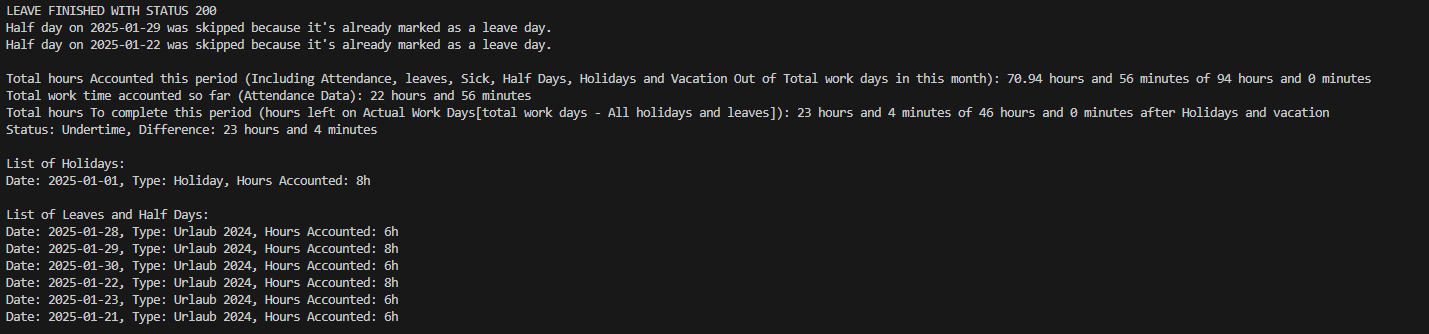 LEAVE FINISHED WITH STATUS 200
Half day on 2025-01-29 was skipped because it's already marked as a leave day.
Half day on 2025-01-22 was skipped because it's already marked as a leave day.
Total hours Accounted this period (Including Attendance, leaves, Sick, Half Days, Holidays and Vacation Out of Total work days in this month): 70.94 hours and 56 minutes of 94 hours and 0 minutes
Total work time accounted so far (Attendance Data): 22 hours and 56 minutes
Total hours To complete this period (hours left on Actual Work Days[total work days - All holidays and leaves]): 23 hours and 4 minutes of 46 hours and 0 minutes after Holidays and vacation
Status: Undertime, Difference: 23 hours and 4 minutes
List of Holidays:
Date: 2025-01-01, Type: Holiday, Hours Accounted: 8h
List of Leaves and Half Days:
Date: 2025-01-28, Type: Urlaub 2024, Hours Accounted: 6h
Date: 2025-01-29, Type: Urlaub 2024, Hours Accounted: 8h
Date: 2025-01-30, Type: Urlaub 2024, Hours Accounted: 6h
Date: 2025-01-22, Type: Urlaub 2024, Hours Accounted: 8h
Date: 2025-01-23, Type: Urlaub 2024, Hours Accounted: 6h
Date: 2025-01-21, Type: Urlaub 2024, Hours Accounted: 6h